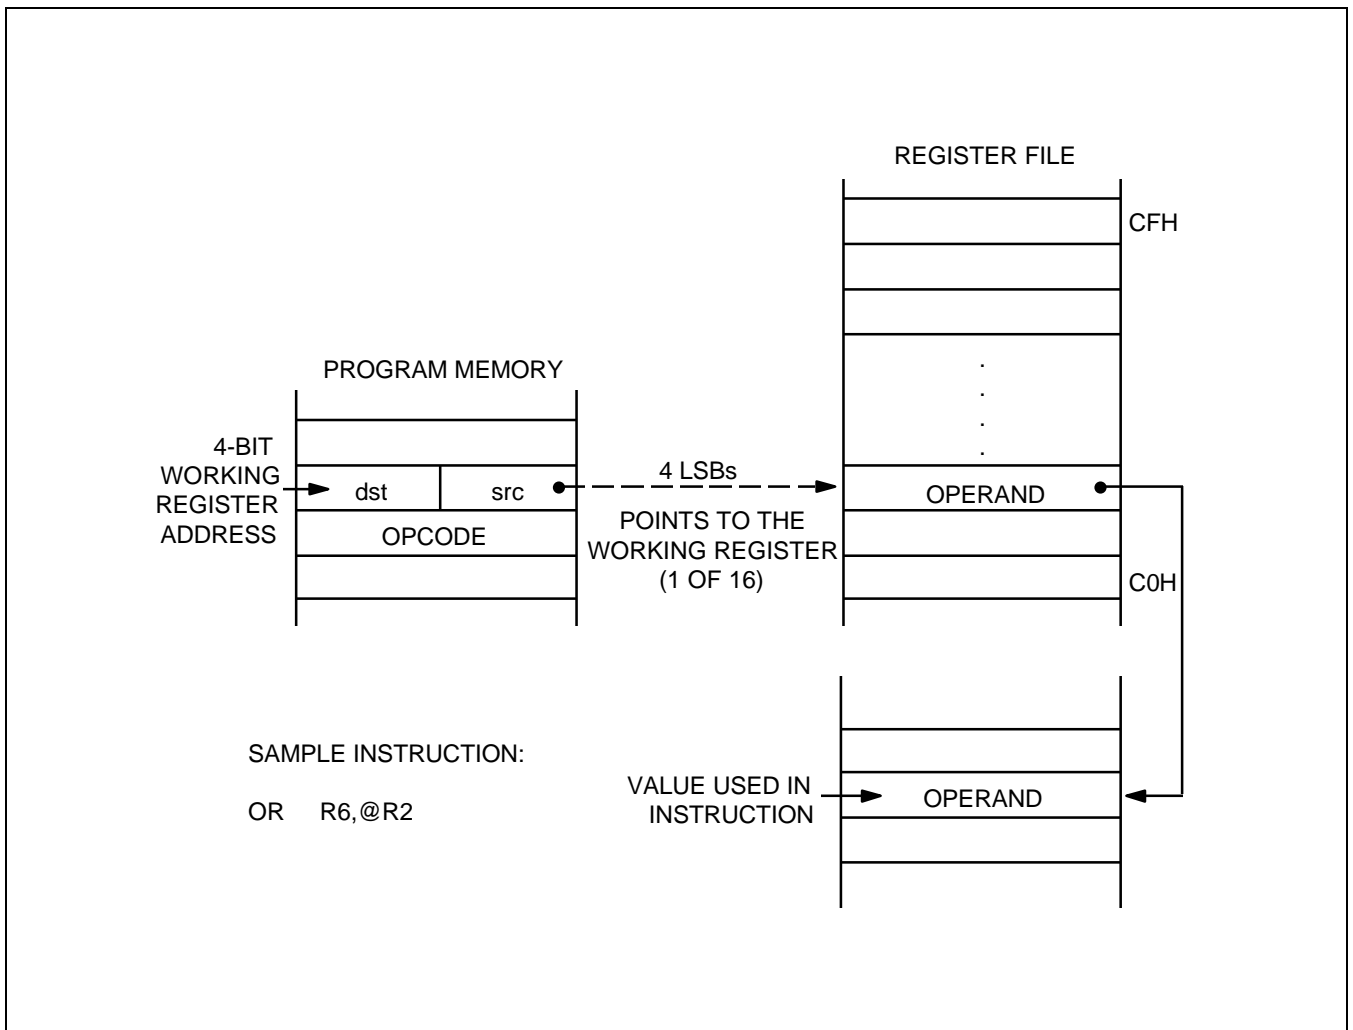 REGISTER FILE
CFH
PROGRAM MEMORY
4-BIT
WORKING
REGISTER
ADDRESS
dst
src
OPCODE
4 LSBs
POINTS TO THE
WORKING REGISTER
(1 OF 16)
.
.
.
.
OPERAND
C0H
SAMPLE INSTRUCTION:
OR R6,@R2
VALUE USED IN
INSTRUCTION
OPERAND